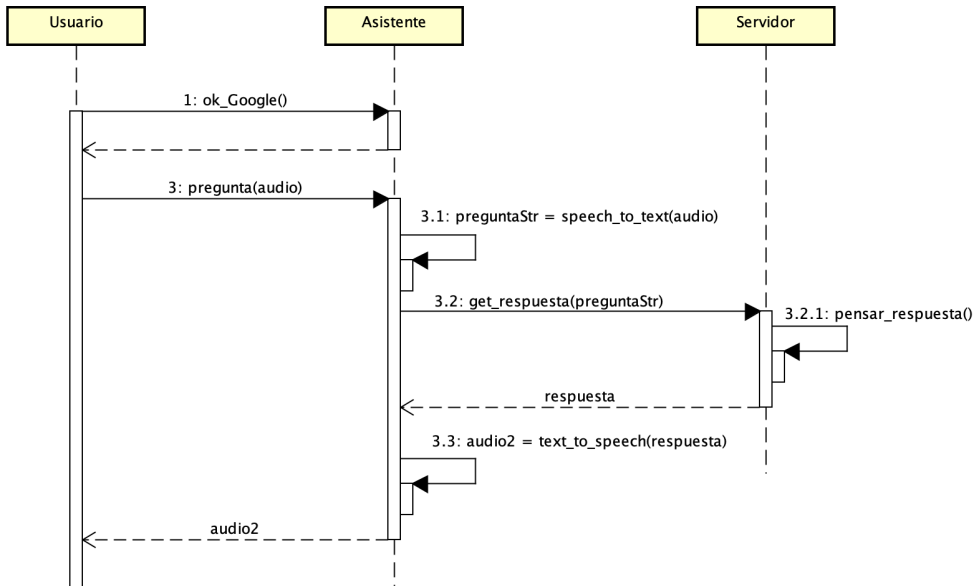 Usuario
Asistente
Servidor
1: ok_Google()
3: pregunta(audio)
3.1: preguntaStr = speech_to_text(audio)
3.2: get_respuesta(preguntaStr)
3.2.1: pensar_respuesta()
respuesta
3.3: audio2 = text_to_speech(respuesta)
audio2